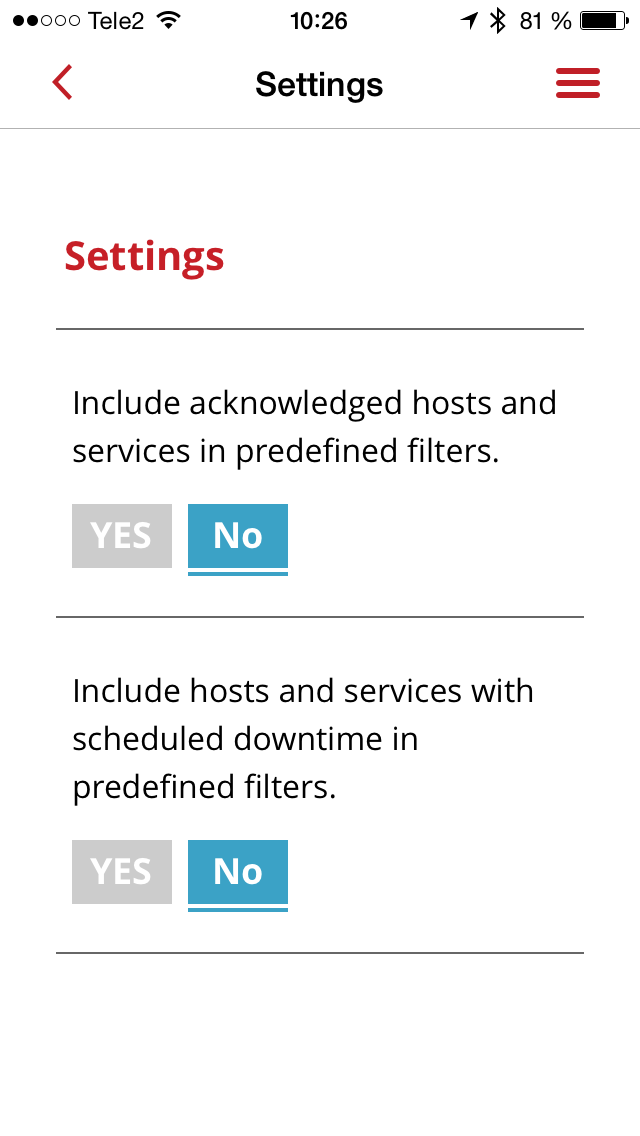 Tele2 10:26 81 %
Settings
Settings
Include acknowledged hosts and
services in predefined filters.
YES No
Include hosts and services with
scheduled downtime in
predefined filters.
YES No